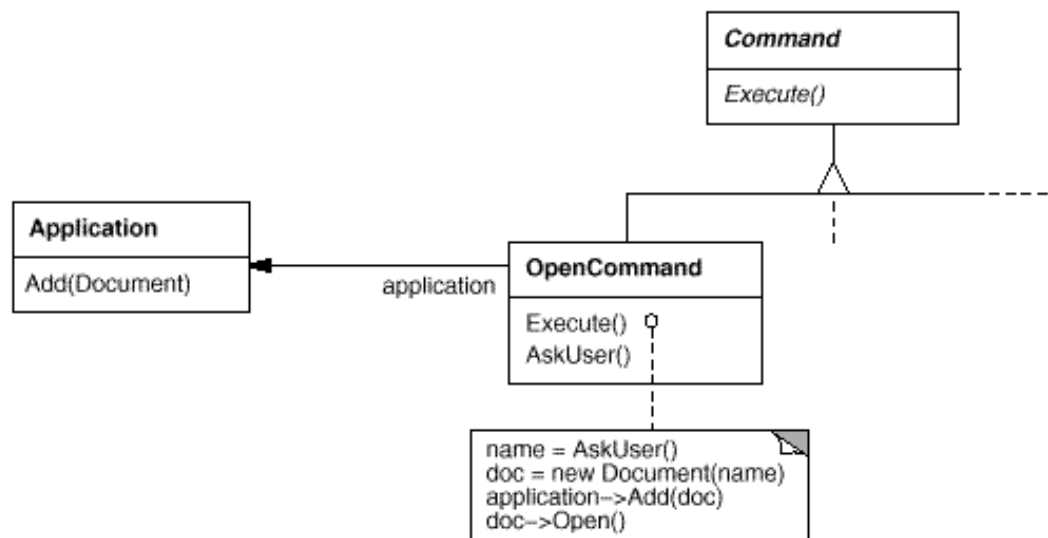 Command
Execute()
Application
Add(Document)
application
OpenCommand
Execute()
AskUser()
name = AskUser()
doc = new Document(name)
application->Add(doc)
doc->Open()